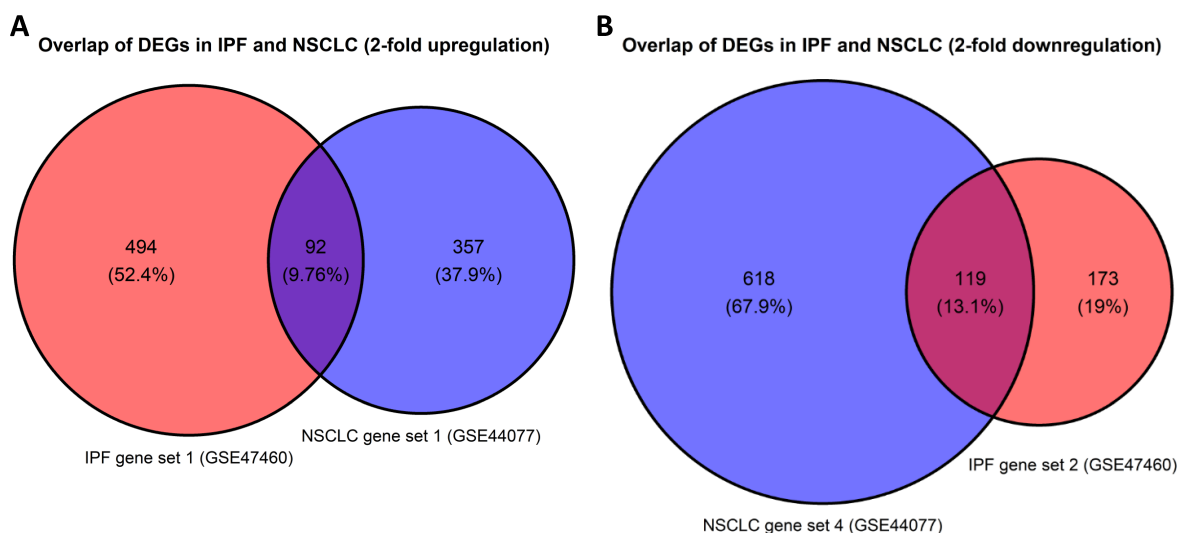 A
Overlap of DEGs in IPF and NSCLC (2-fold upregulation)
494
(52.4%)
92
(9.76%)
357
(37.9%)
NSCLC gene set 1 (GSE44077)
IPF gene set 1 (GSE47460)
B
Overlap of DEGs in IPF and NSCLC (2-fold downregulation)
618
(67.9%)
119
(13.1%)
173
(19%)
IPF gene set 2 (GSE47460)
NSCLC gene set 4 (GSE44077)